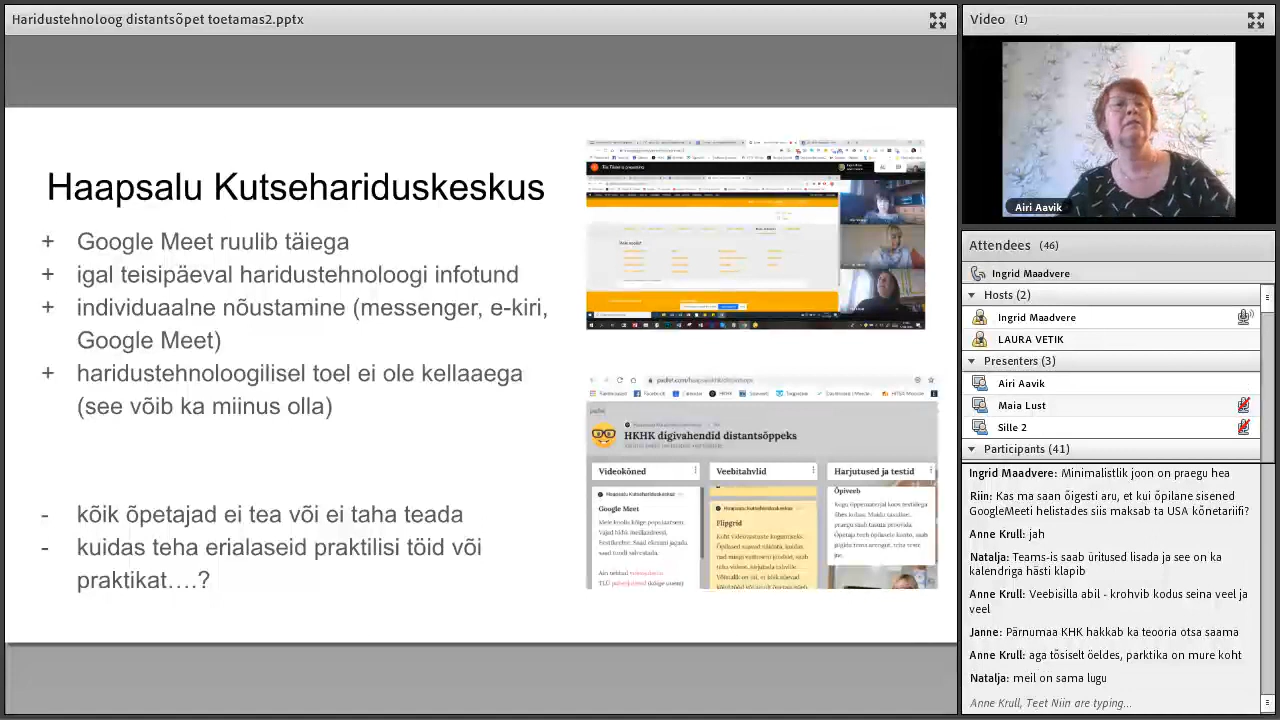 Haridustehnoloog distantsõpet toetamas2.pptx
Haapsalu Kutsehariduskeskus
+ Google Meet ruulib täiega
+ igal teisipäeval haridustehnoloogi infotund
+ individuaalne nõustamine (messenger, e-kiri,
Google Meet)
+ haridustehnoloogilisel toel ei ole kellaaega
(see võib ka miinus olla)
- kõik õpetajad ei tea või ei taha teada
- kuidas teha erialaseid praktilisi töid või
praktikat….?
padlet
HKHK digivahendid distantsõppeks
Videokõned
Veebitahvlid
Harjutused ja testid
Google Meet
Flipgrid
Õpiveeb
Video (1)
Airi Aavik
Attendees (46)
Ingrid Maadvere
Hosts (2)
Ingrid Maadvere
LAURA VETIK
Presenters (3)
Airi Aavik
Maia Lust
Sille 2
Participants (41)
Ingrid Maadvere: Minimalistlik joon on praegu hea
Riin: Kas ma saan õigesti aru, et kui õpilane sisened
GoogleMeeti helistades siis maksab ta USA kõnetariifi?
Anne Krull: jah
Natalja: Teams-is saab üritused lisada ja nad lähevad
kalendriga hästi kokku
Anne Krull: Veebisilla abil - krohvib kodus seina veel ja
veel
Janne: Pärnumaa KHK hakkab ka teooria otsa saama
Anne Krull: aga tõsiselt öeldes, parktika on mure koht
Natalja: meil on sama lugu
Anne Krull, Teet Niin are typing...